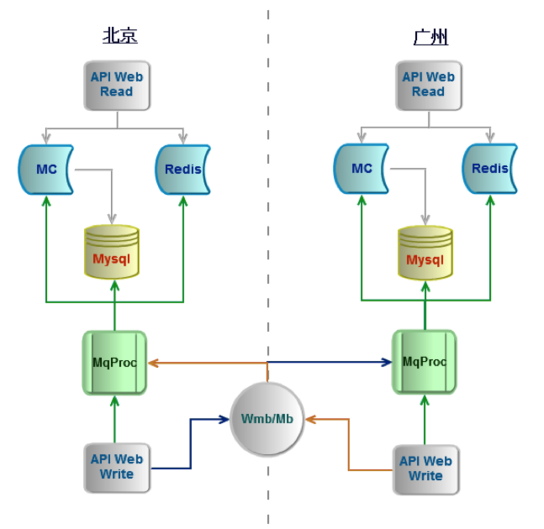 北京
广州
API Web
Read
API Web
Read
MC
Redis
MC
Redis
Mysql
Mysql
MqProc
MqProc
Wmb/Mb
API Web
Write
API Web
Write